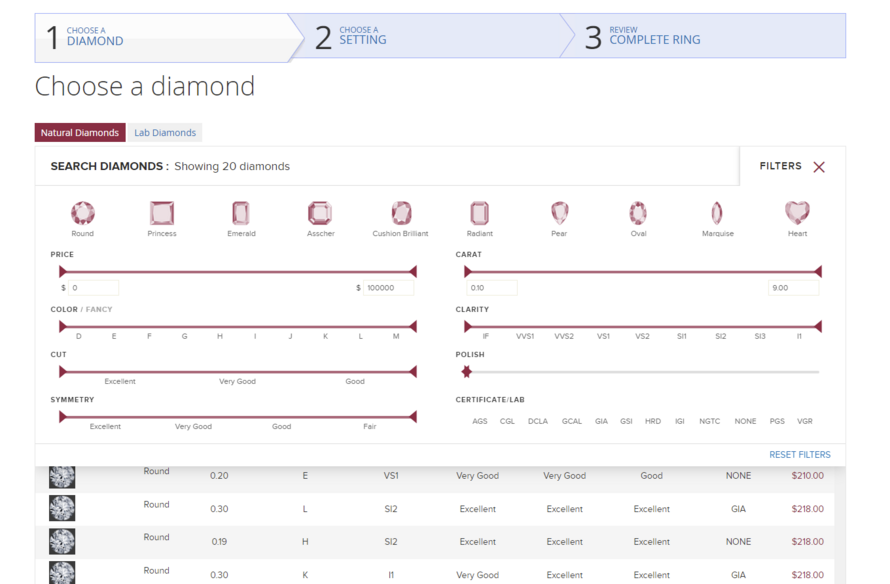 1 CHOOSE A DIAMOND
2 CHOOSE A SETTING
3 REVIEW COMPLETE RING
Choose a diamond
Natural Diamonds Lab Diamonds
SEARCH DIAMONDS : Showing 20 diamonds FILTERS
Round Princess Emerald Asscher Cushion Brilliant Radiant Pear Oval Marquise Heart
PRICE CARAT
$ 0 $ 100000 0.10 9.00
COLOR / FANCY CLARITY
D E F G H I J K L M IF VVS1 VVS2 VS1 VS2 SI1 SI2 SI3 I1
CUT POLISH
Excellent Very Good Good
SYMMETRY CERTIFICATE/LAB
Excellent Very Good Good Fair AGS CGL DCLA GCAL GIA GSI HRD IGI NGTC NONE PGS VGR
RESET FILTERS
Round 0.20 E VS1 Very Good Very Good Good NONE $210.00
Round 0.30 L SI2 Excellent Excellent Excellent GIA $218.00
Round 0.19 H SI2 Excellent Excellent Excellent NONE $218.00
Round 0.30 K I1 Very Good Excellent Excellent GIA $218.00